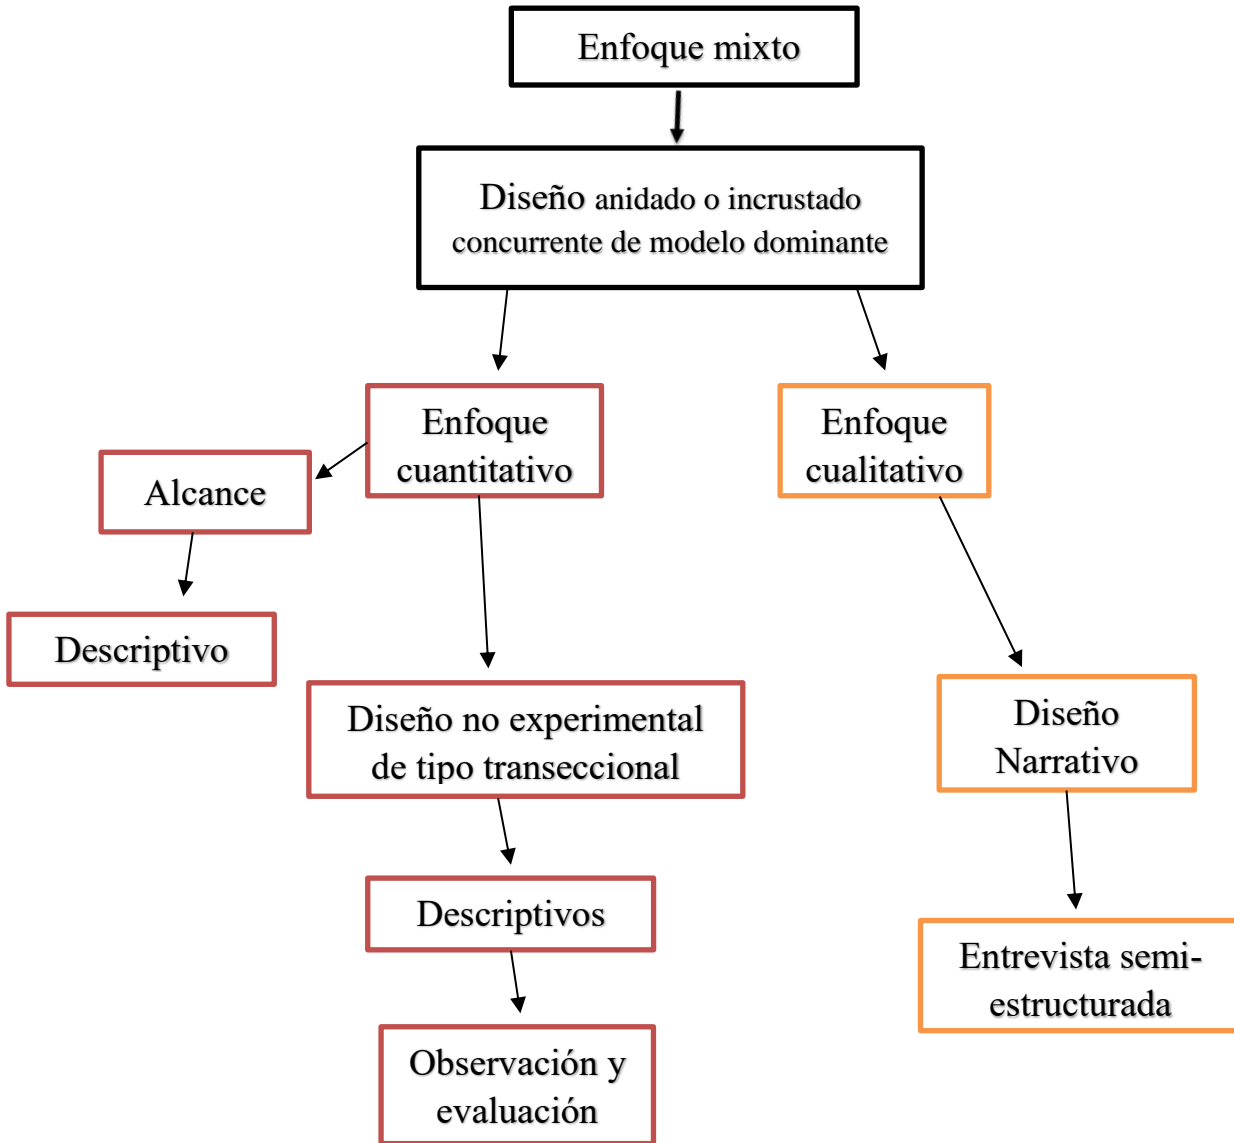 Enfoque mixto
Diseño anidado o incrustado
concurrente de modelo dominante
Enfoque
cuantitativo
Enfoque
cualitativo
Alcance
Descriptivo
Diseño no experimental
de tipo transeccional
Diseño
Narrativo
Descriptivos
Entrevista semi-
estructurada
Observación y
evaluación